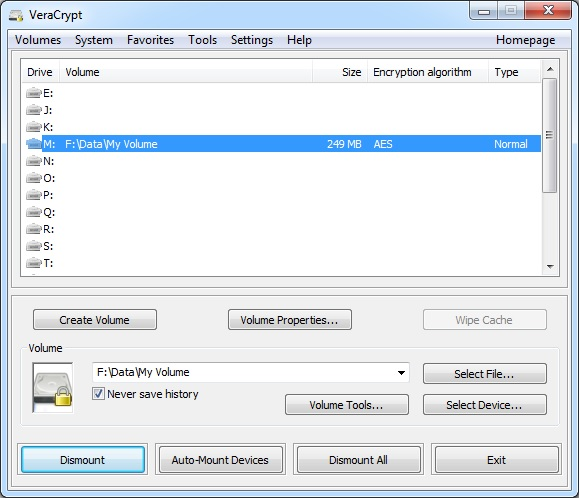 VeraCrypt
Volumes System Favorites Tools Settings Help Homepage
Drive Volume Size Encryption algorithm Type
E:
J:
K:
M: F:\Data\My Volume 249 MB AES Normal
N:
O:
P:
Q:
R:
S:
T:
Create Volume Volume Properties... Wipe Cache
Volume
F:\Data\My Volume Select File...
Never save history
Volume Tools... Select Device...
Dismount Auto-Mount Devices Dismount All Exit